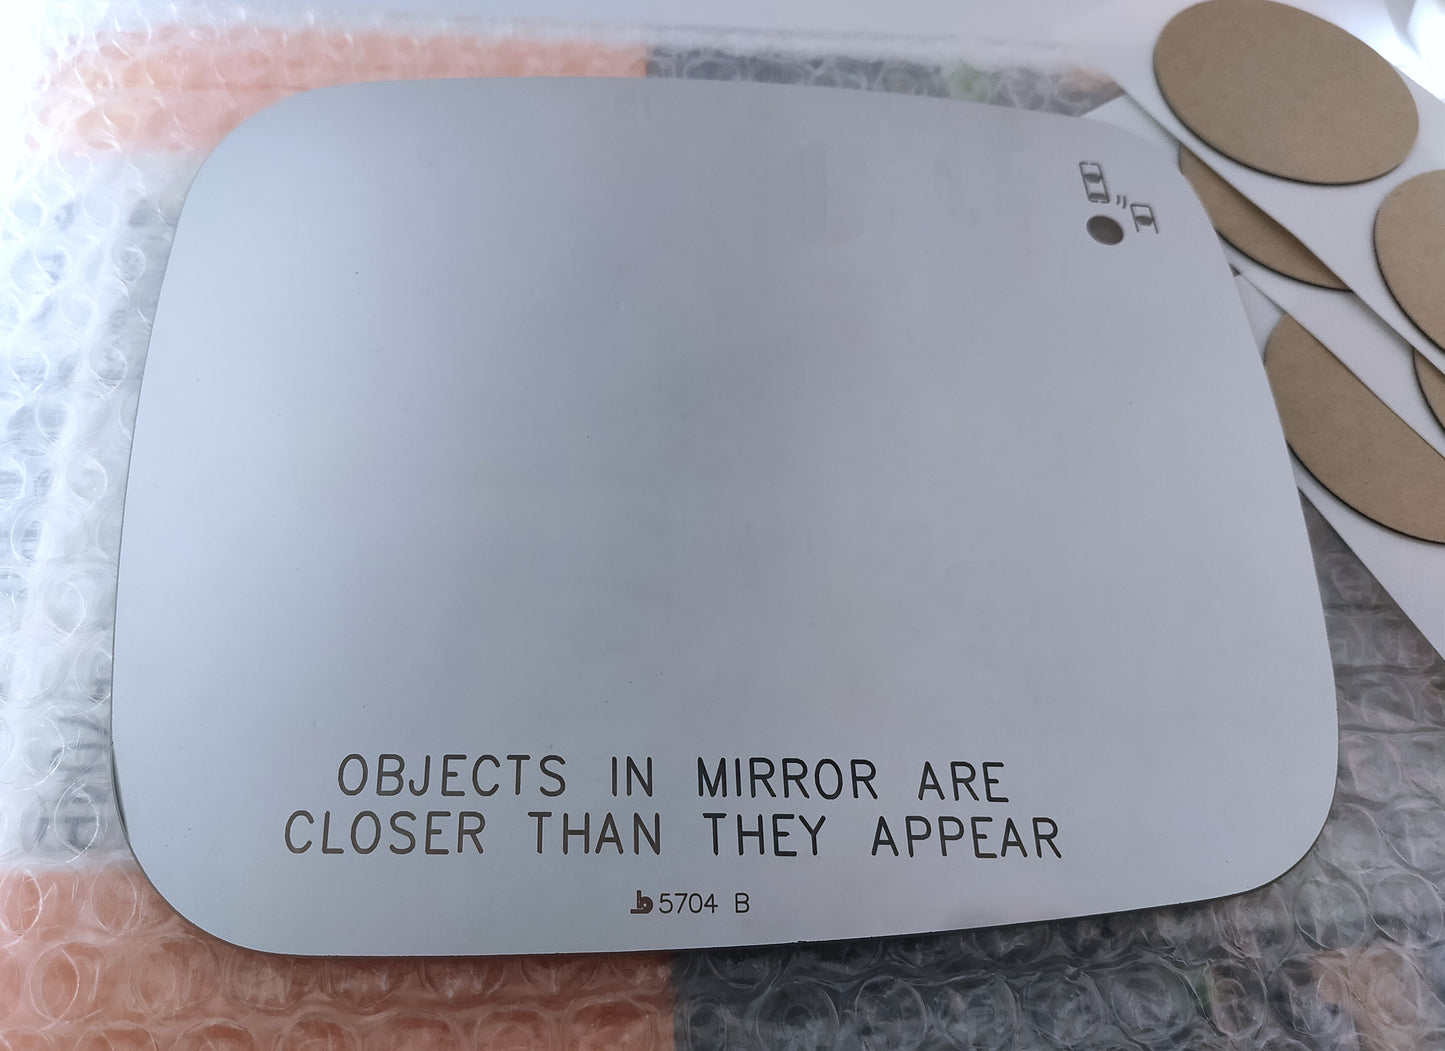 OBJECTS IN MIRROR ARE
CLOSER THAN THEY APPEAR
5704 B